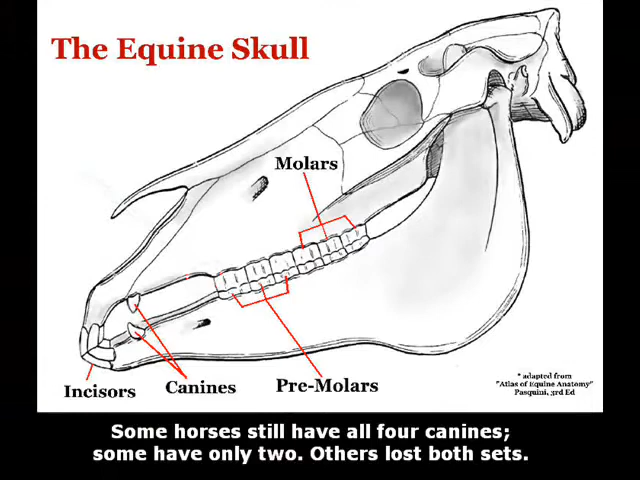 The Equine Skull
Molars
Incisors
Canines
Pre-Molars
* adapted from
"Atlas of Equine Anatomy"
Pasquini, 3rd Ed
Some horses still have all four canines;
some have only two. Others lost both sets.